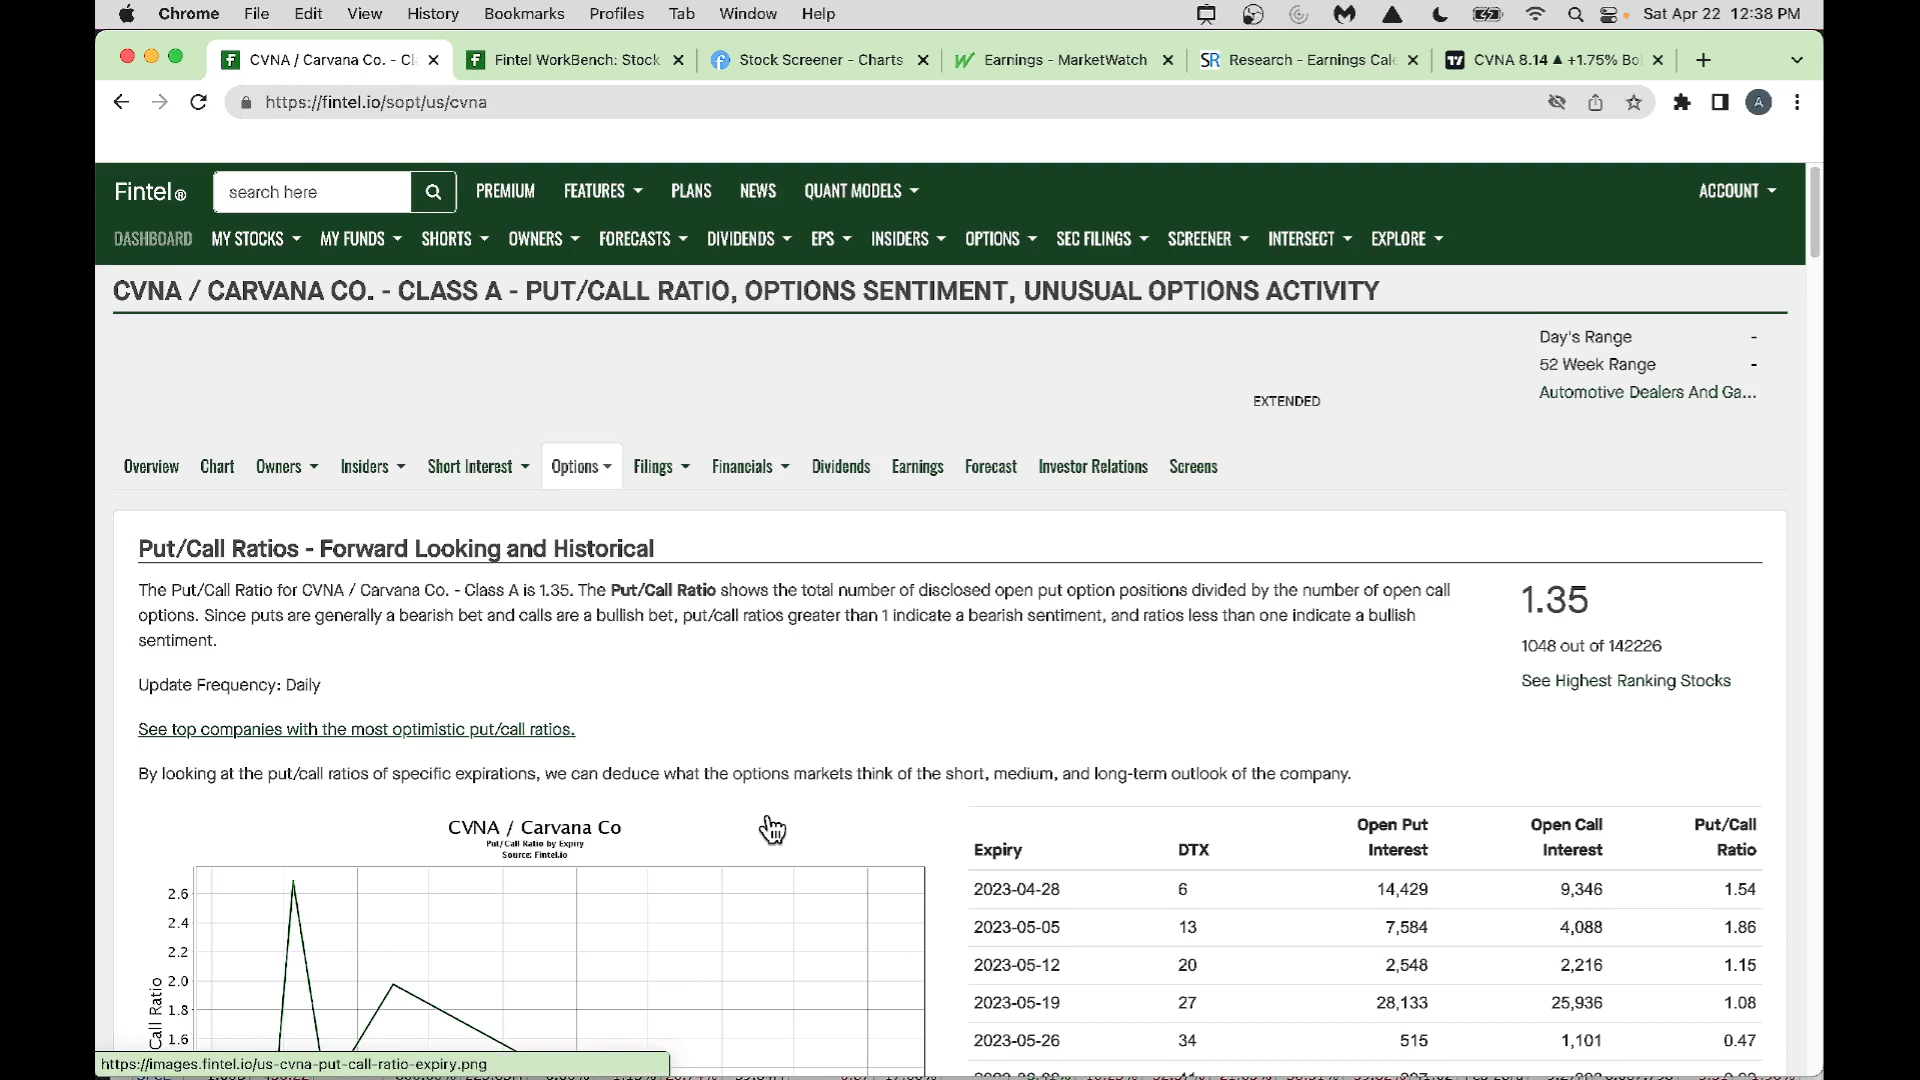 Chrome File Edit View History Bookmarks Profiles Tab Window Help Sat Apr 22 12:38 PM
CVNA / Carvana Co. - Cl Fintel WorkBench: Stock Stock Screener - Charts Earnings - MarketWatch SR Research - Earnings Cale CVNA 8.14 ▲ +1.75% Bo
https://fintel.io/sopt/us/cvna A
Fintel® search here PREMIUM FEATURES PLANS NEWS QUANT MODELS ACCOUNT
DASHBOARD MY STOCKS MY FUNDS SHORTS OWNERS FORECASTS DIVIDENDS EPS INSIDERS OPTIONS SEC FILINGS SCREENER INTERSECT EXPLORE
CVNA / CARVANA CO. - CLASS A - PUT/CALL RATIO, OPTIONS SENTIMENT, UNUSUAL OPTIONS ACTIVITY
Day's Range -
52 Week Range -
Automotive Dealers And Ga...
EXTENDED
Overview Chart Owners Insiders Short Interest Options Filings Financials Dividends Earnings Forecast Investor Relations Screens
Put/Call Ratios - Forward Looking and Historical
The Put/Call Ratio for CVNA / Carvana Co. - Class A is 1.35. The Put/Call Ratio shows the total number of disclosed open put option positions divided by the number of open call
options. Since puts are generally a bearish bet and calls are a bullish bet, put/call ratios greater than 1 indicate a bearish sentiment, and ratios less than one indicate a bullish
sentiment.
1.35
1048 out of 142226
See Highest Ranking Stocks
Update Frequency: Daily
See top companies with the most optimistic put/call ratios.
By looking at the put/call ratios of specific expirations, we can deduce what the options markets think of the short, medium, and long-term outlook of the company.
CVNA / Carvana Co
Put/Call Ratio by Expiry
Source: Fintel.io
2.6
2.4
2.2
2.0
1.8
1.6
Call Ratio
Expiry DTX Open Put Interest Open Call Interest Put/Call Ratio
2023-04-28 6 14,429 9,346 1.54
2023-05-05 13 7,584 4,088 1.86
2023-05-12 20 2,548 2,216 1.15
2023-05-19 27 28,133 25,936 1.08
2023-05-26 34 515 1,101 0.47
https://images.fintel.io/us-cvna-put-call-ratio-expiry.png